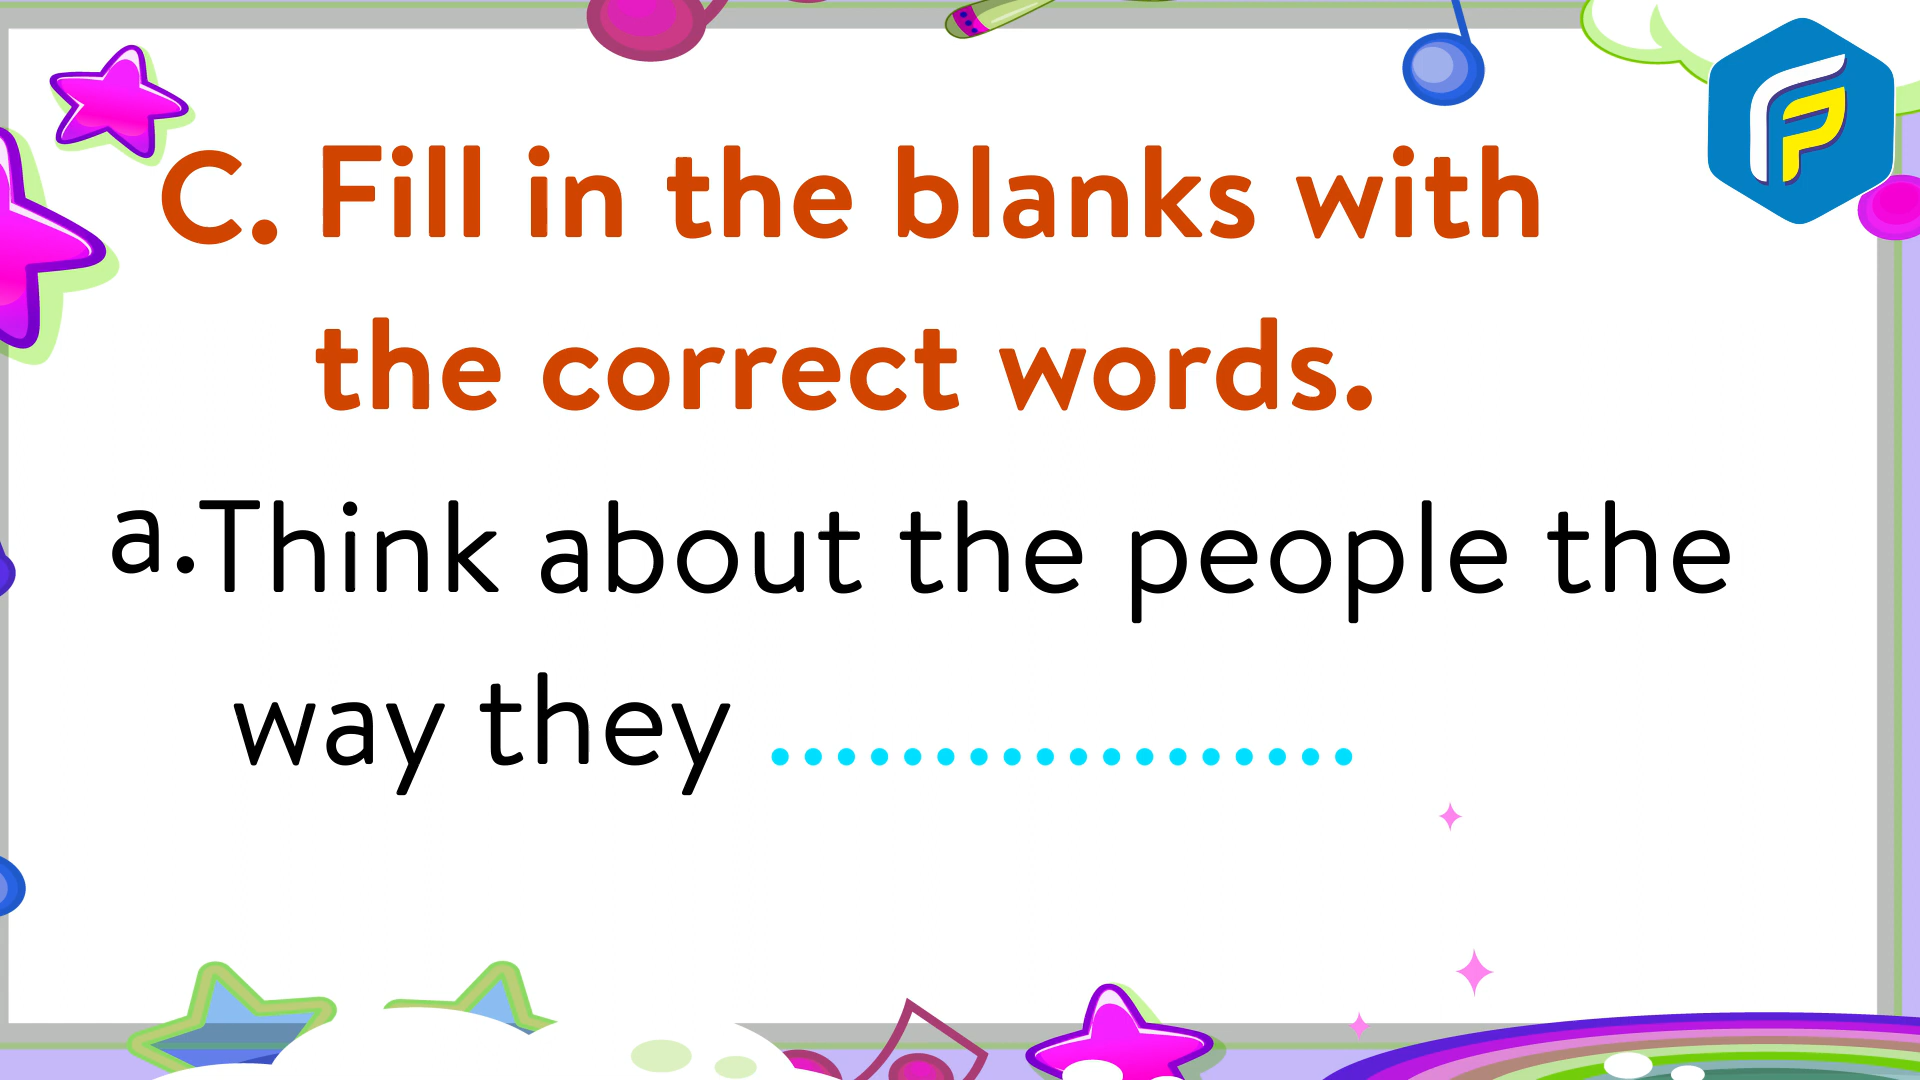 C. Fill in the blanks with
the correct words.
a. Think about the people the
way they .................